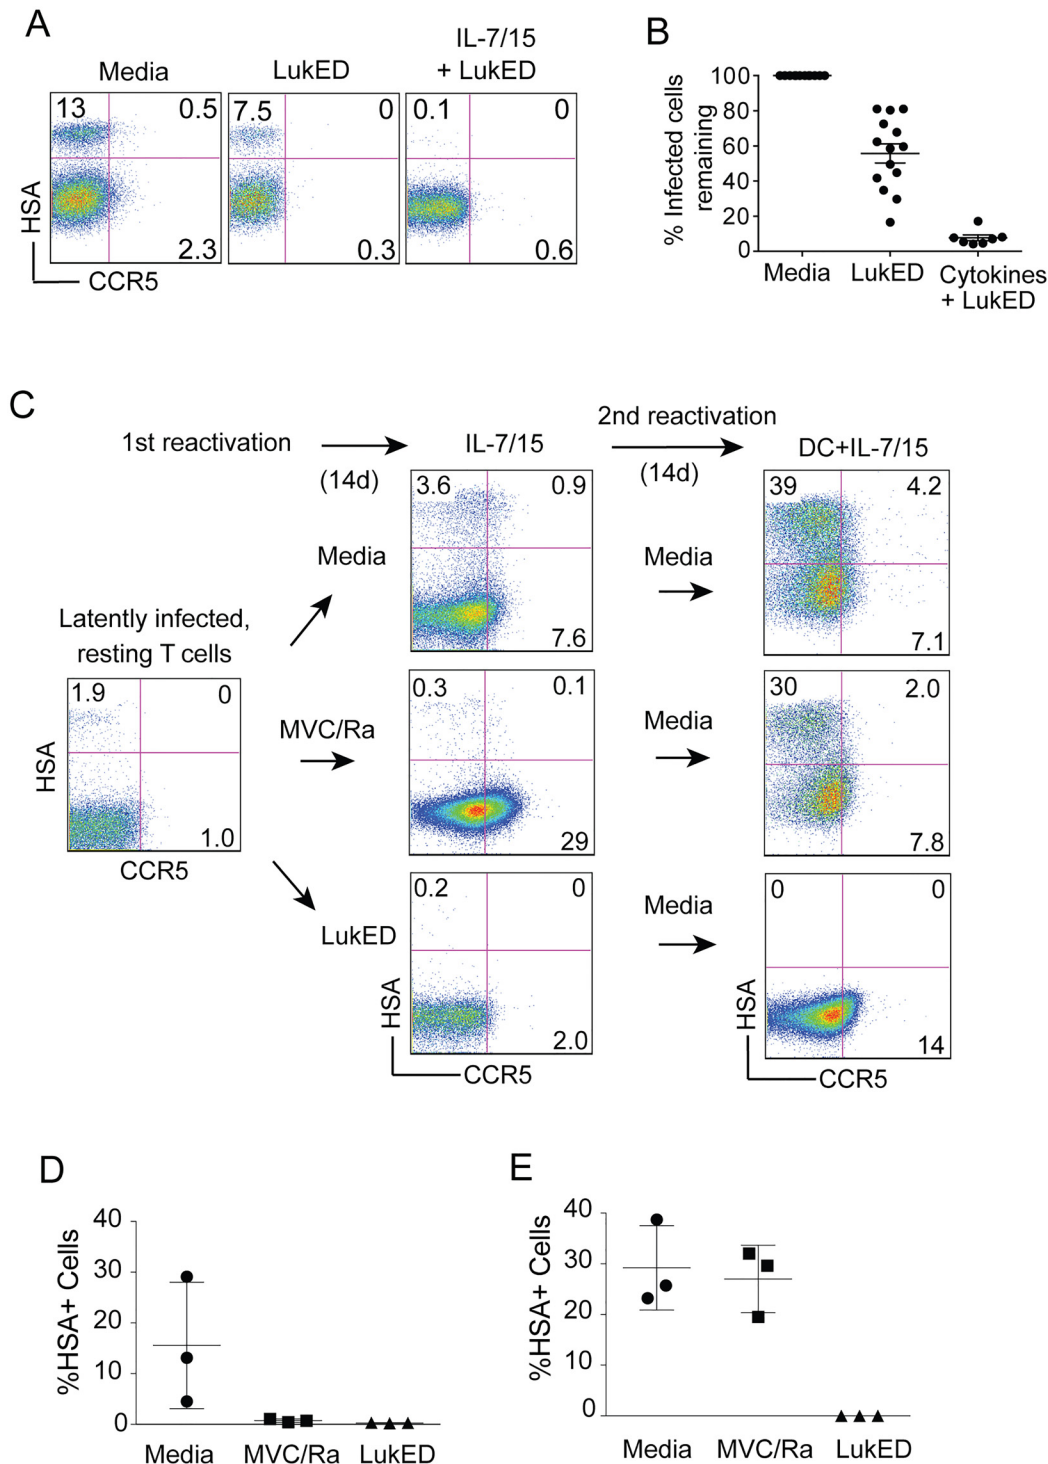 A
Media
LukED
IL-7/15
+ LukED
13
0.5
2.3
7.5
0
0.3
0.1
0
0.6
HSA
CCR5
B
% Infected cells
remaining
100
80
60
40
20
0
Media
LukED
Cytokines
+ LukED
C
1st reactivation
(14d)
IL-7/15
2nd reactivation
(14d)
DC+IL-7/15
Latently infected,
resting T cells
1.9
0
1.0
HSA
CCR5
Media
3.6
0.9
7.6
Media
39
4.2
7.1
MVC/Ra
0.3
0.1
29
Media
30
2.0
7.8
LukED
0.2
0
2.0
HSA
CCR5
Media
0
0
14
HSA
CCR5
D
%HSA+ Cells
40
30
20
10
0
Media
MVC/Ra
LukED
E
%HSA+ Cells
40
30
20
10
0
Media
MVC/Ra
LukED